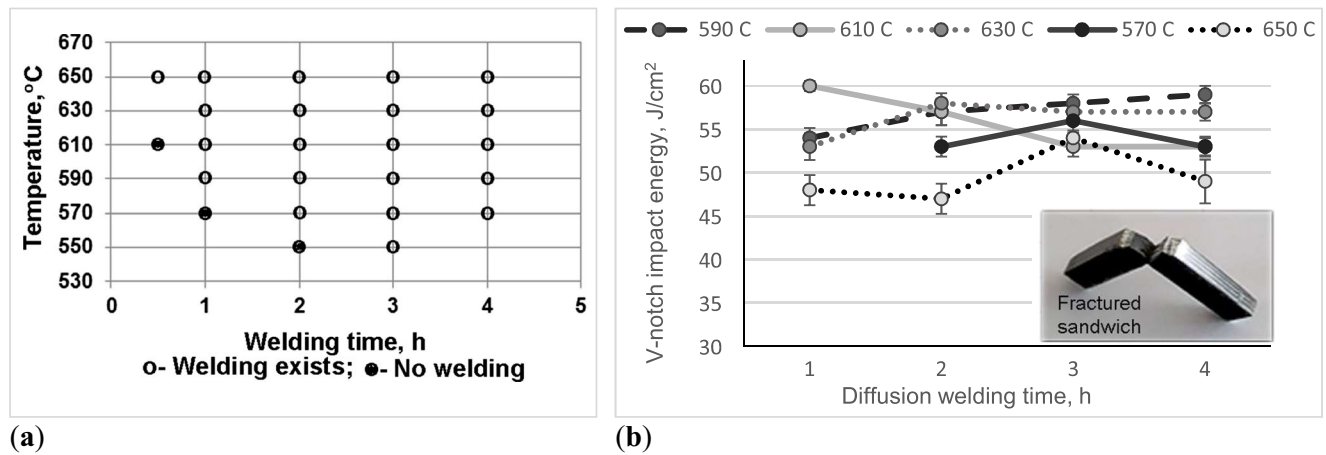 670
650
630
610
590
570
550
530
0 1 2 3 4 5
Temperature,ºC
Welding time, h
o- Welding exists; ●- No welding
(a)
590 C 610 C 630 C 570 C 650 C
60
55
50
45
40
35
30
1 2 3 4
V-notch impact energy, J/cm²
Diffusion welding time, h
Fractured
sandwich
(b)